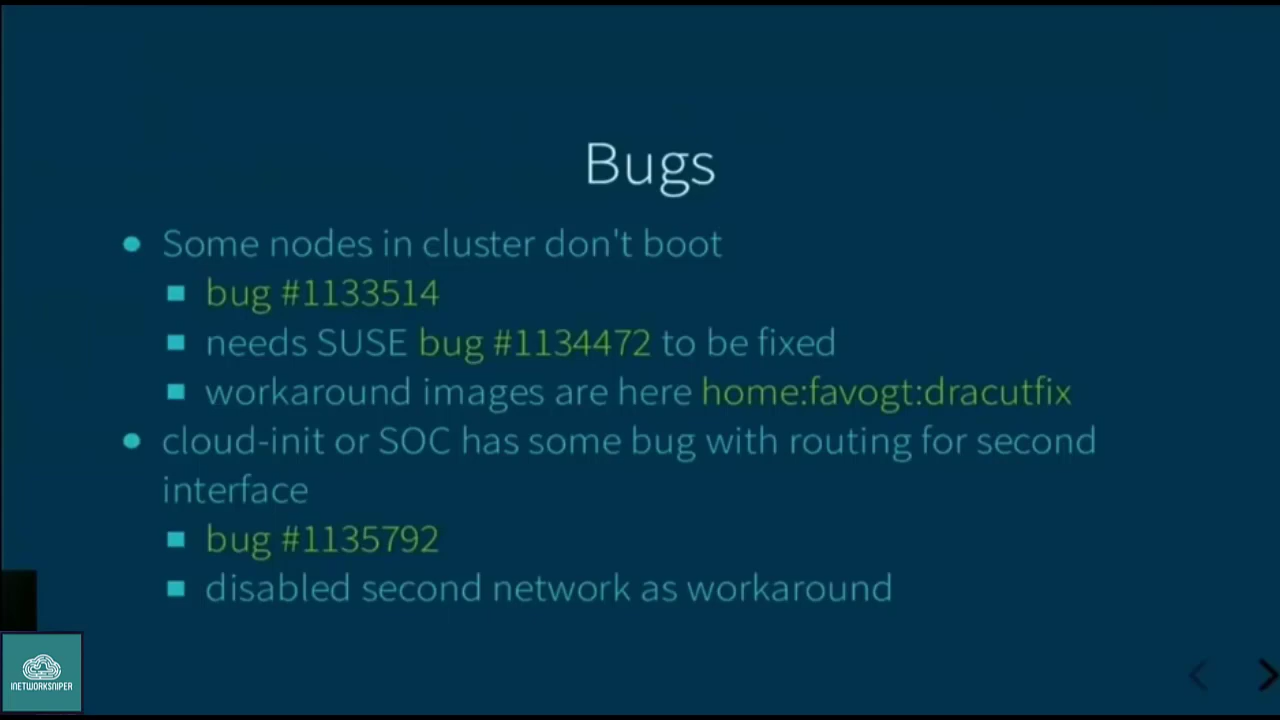 Bugs
Some nodes in cluster don't boot
bug #1133514
needs SUSE bug #1134472 to be fixed
workaround images are here home:favogt:dracutfix
cloud-init or SOC has some bug with routing for second
interface
bug #1135792
disabled second network as workaround
INETWORKSNIPER